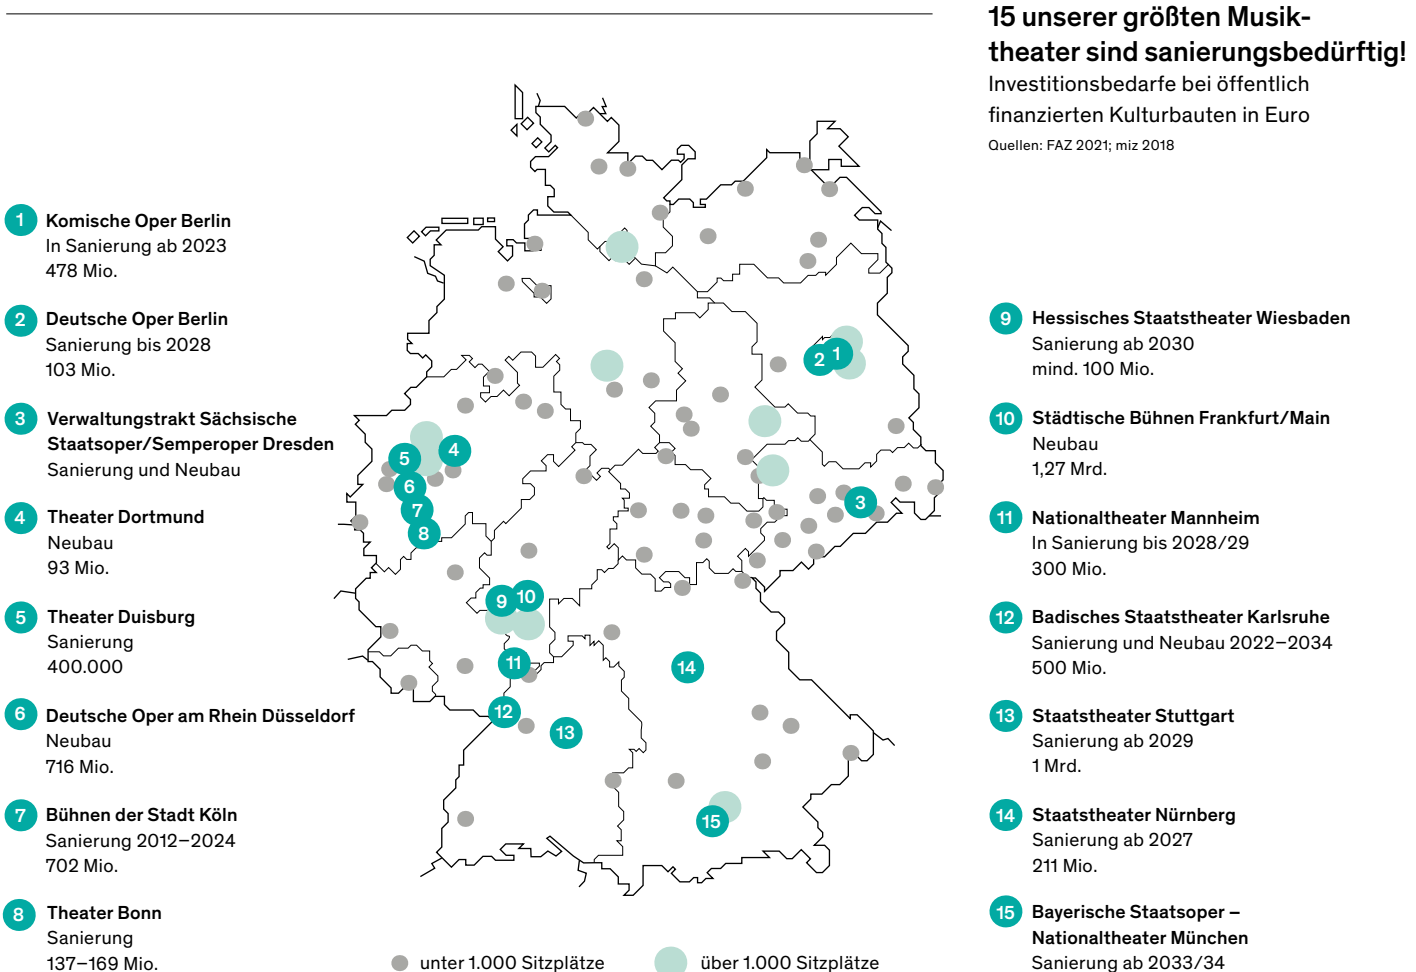 15 unserer größten Musik-
theater sind sanierungsbedürftig!
Investitionsbedarfe bei öffentlich
finanzierten Kulturbauten in Euro
Quellen: FAZ 2021; miz 2018
1 Komische Oper Berlin
In Sanierung ab 2023
478 Mio.
2 Deutsche Oper Berlin
Sanierung bis 2028
103 Mio.
3 Verwaltungstrakt Sächsische
Staatsoper/Semperoper Dresden
Sanierung und Neubau
4 Theater Dortmund
Neubau
93 Mio.
5 Theater Duisburg
Sanierung
400.000
6 Deutsche Oper am Rhein Düsseldorf
Neubau
716 Mio.
7 Bühnen der Stadt Köln
Sanierung 2012–2024
702 Mio.
8 Theater Bonn
Sanierung
137–169 Mio.
2 1
4
5
6
3
7
8
9 10
11
14
12
13
15
unter 1.000 Sitzplätze
über 1.000 Sitzplätze
9 Hessisches Staatstheater Wiesbaden
Sanierung ab 2030
mind. 100 Mio.
10 Städtische Bühnen Frankfurt/Main
Neubau
1,27 Mrd.
11 Nationaltheater Mannheim
In Sanierung bis 2028/29
300 Mio.
12 Badisches Staatstheater Karlsruhe
Sanierung und Neubau 2022–2034
500 Mio.
13 Staatstheater Stuttgart
Sanierung ab 2029
1 Mrd.
14 Staatstheater Nürnberg
Sanierung ab 2027
211 Mio.
15 Bayerische Staatsoper –
Nationaltheater München
Sanierung ab 2033/34